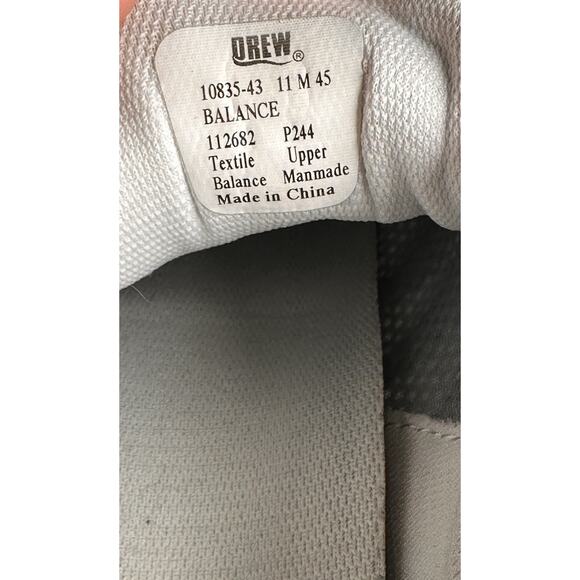 DREW ®
10835-43 11 M 45
BALANCE
112682 P244
Textile Upper
Balance Manmade
Made in China